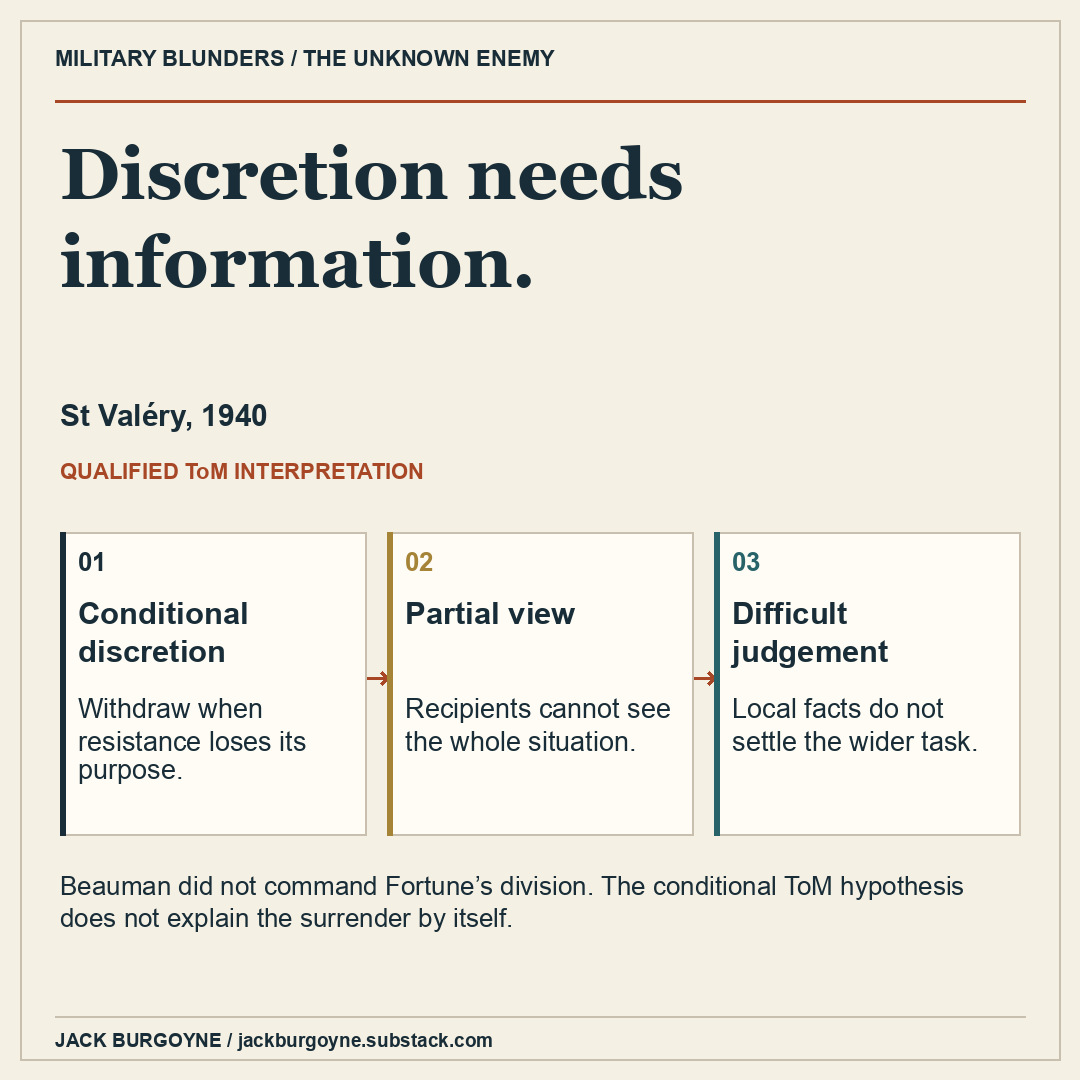 MILITARY BLUNDERS / THE UNKNOWN ENEMY
Discretion needs
information.
St Valéry, 1940
QUALIFIED ToM INTERPRETATION
01
Conditional
discretion
Withdraw when
resistance loses its
purpose.
02
Partial view
Recipients cannot see
the whole situation.
03
Difficult
judgement
Local facts do not
settle the wider task.
Beauman did not command Fortune’s division. The conditional ToM hypothesis
does not explain the surrender by itself.
JACK BURGOYNE / jackburgoyne.substack.com